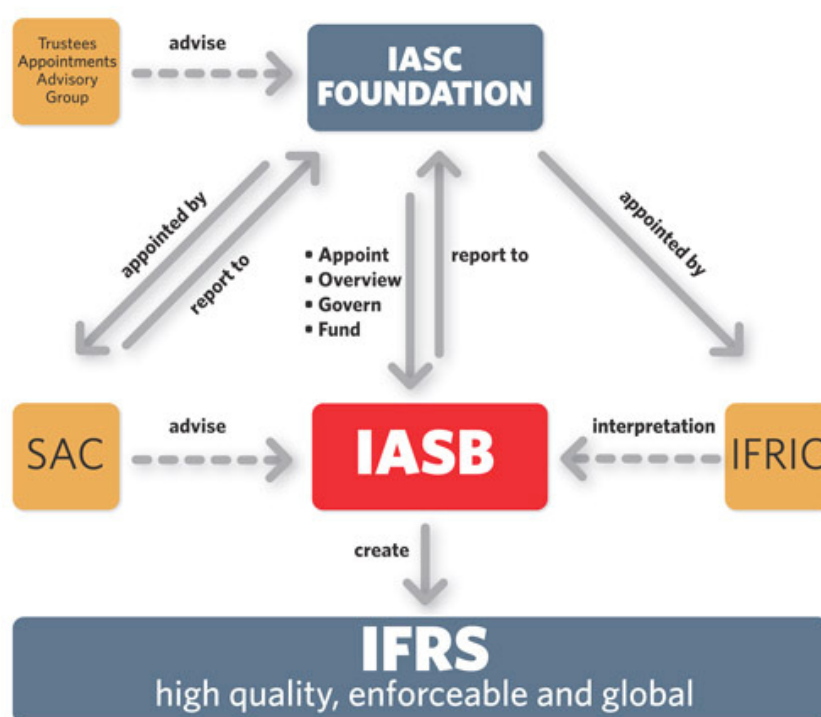 Trustees
Appointments
Advisory
Group
advise
IASC
FOUNDATION
appointed by
report to
▪ Appoint
▪ Overview
▪ Govern
▪ Fund
report to
appointed by
SAC
advise
IASB
interpretation
IFRIC
create
IFRS
high quality, enforceable and global